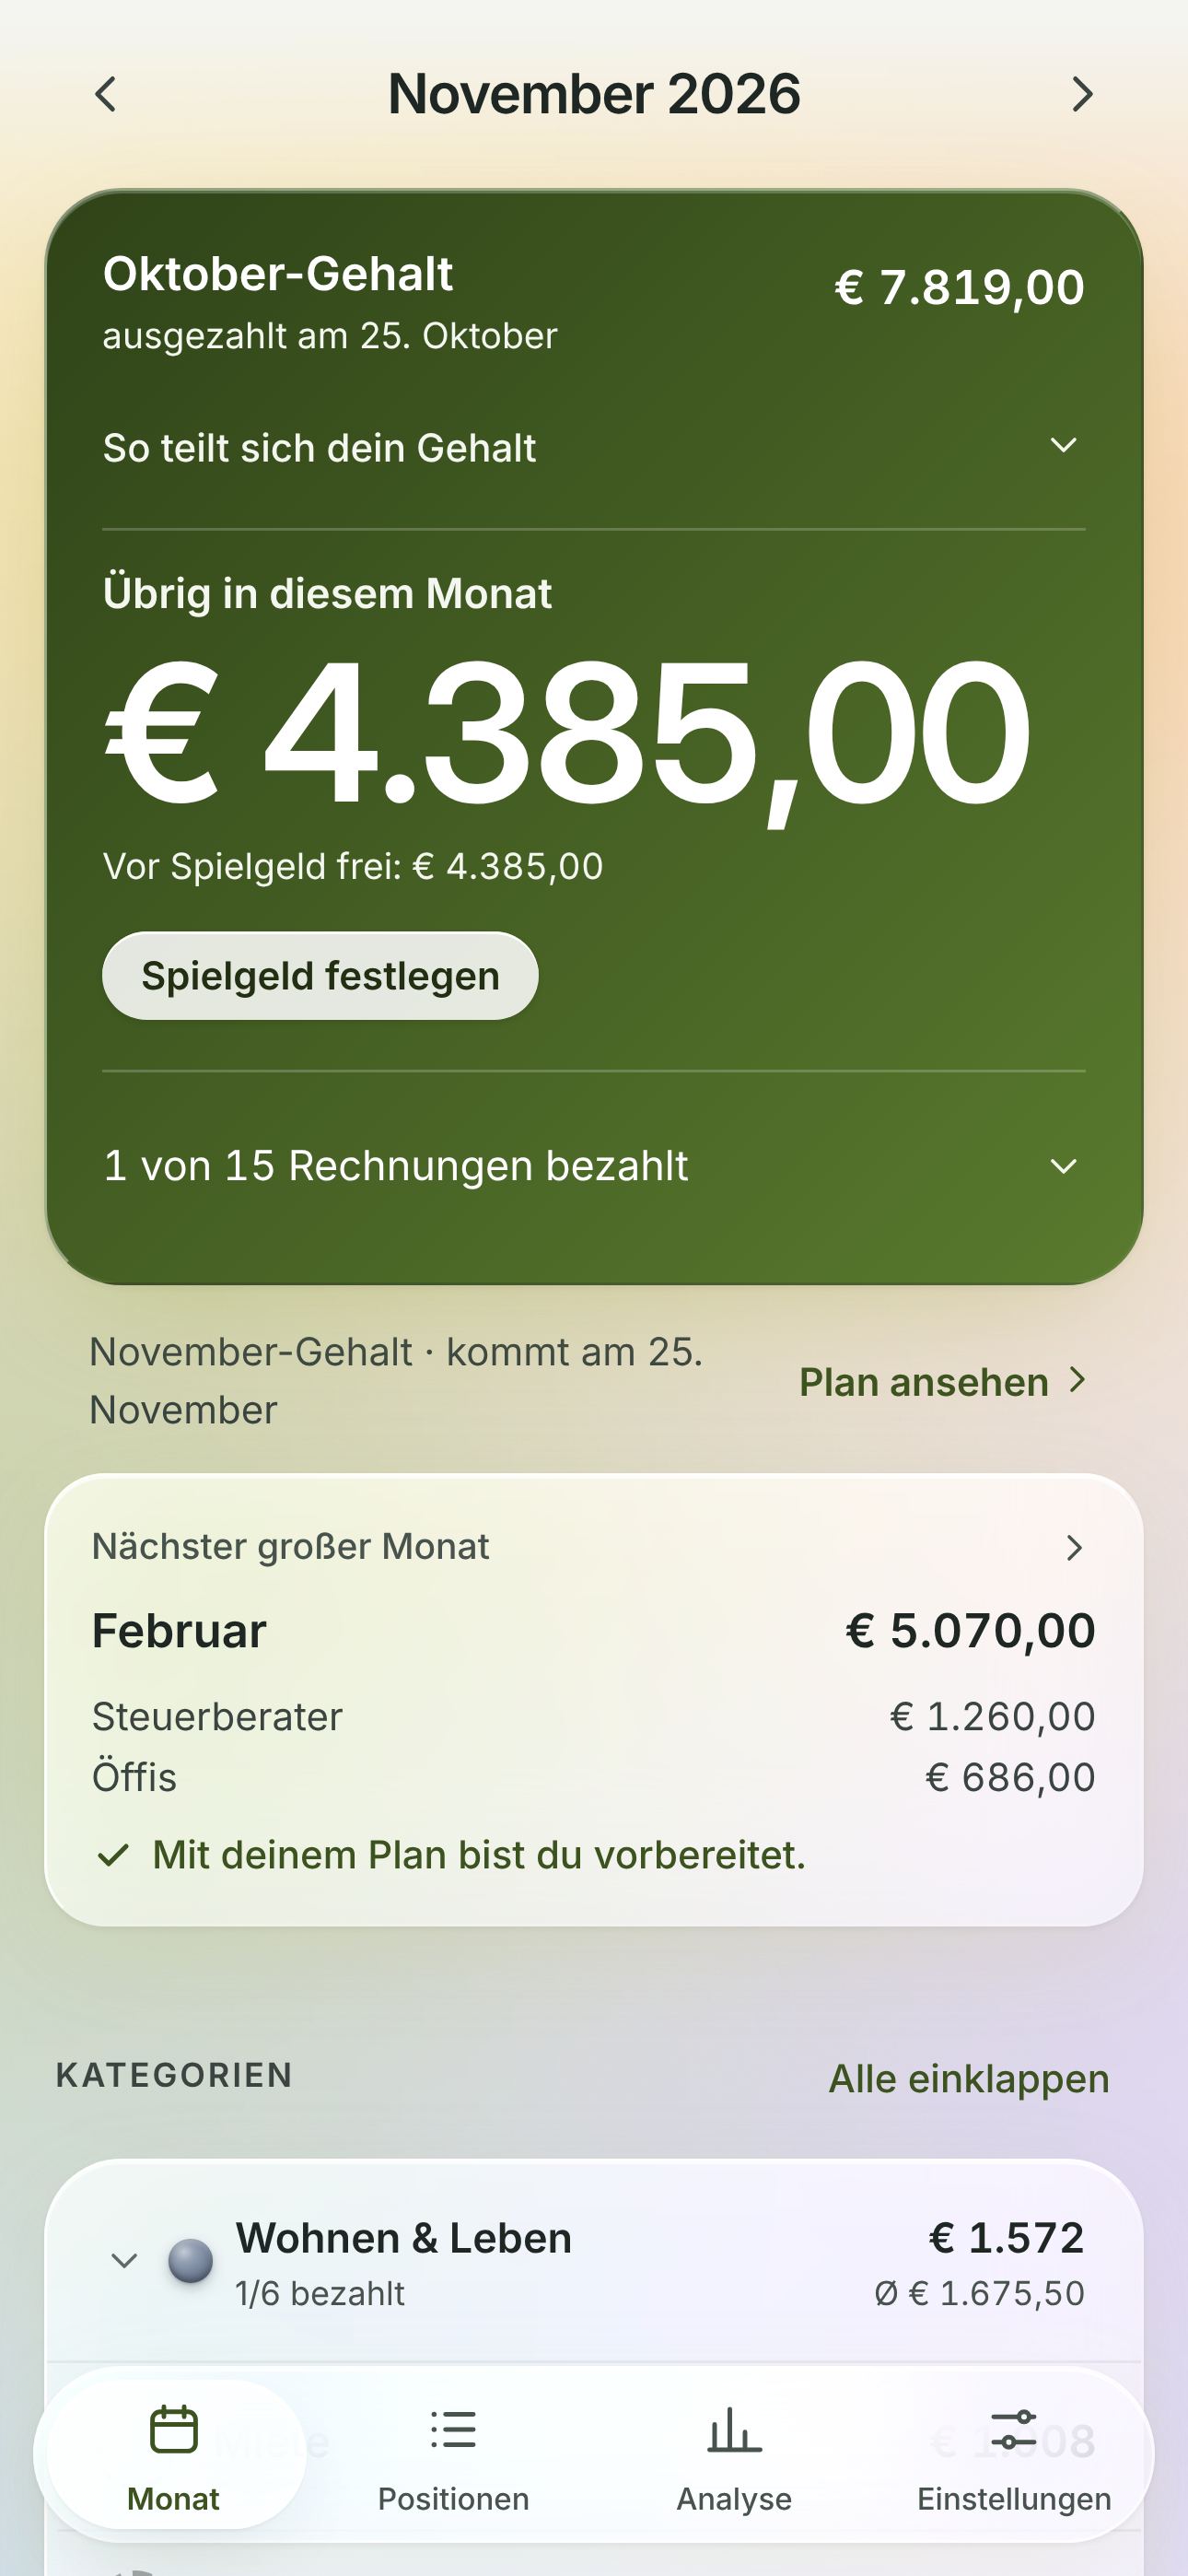 November 2026
Oktober-Gehalt
€ 7.819,00
ausgezahlt am 25. Oktober
So teilt sich dein Gehalt
Übrig in diesem Monat
€ 4.385,00
Vor Spielgeld frei: € 4.385,00
Spielgeld festlegen
1 von 15 Rechnungen bezahlt
November-Gehalt · kommt am 25.
November
Plan ansehen
Nächster großer Monat
Februar € 5.070,00
Steuerberater € 1.260,00
Öffis € 686,00
Mit deinem Plan bist du vorbereitet.
KATEGORIEN Alle einklappen
Wohnen & Leben € 1.572
1/6 bezahlt Ø € 1.675,50
Miete € 1.008
Monat Positionen Analyse Einstellungen